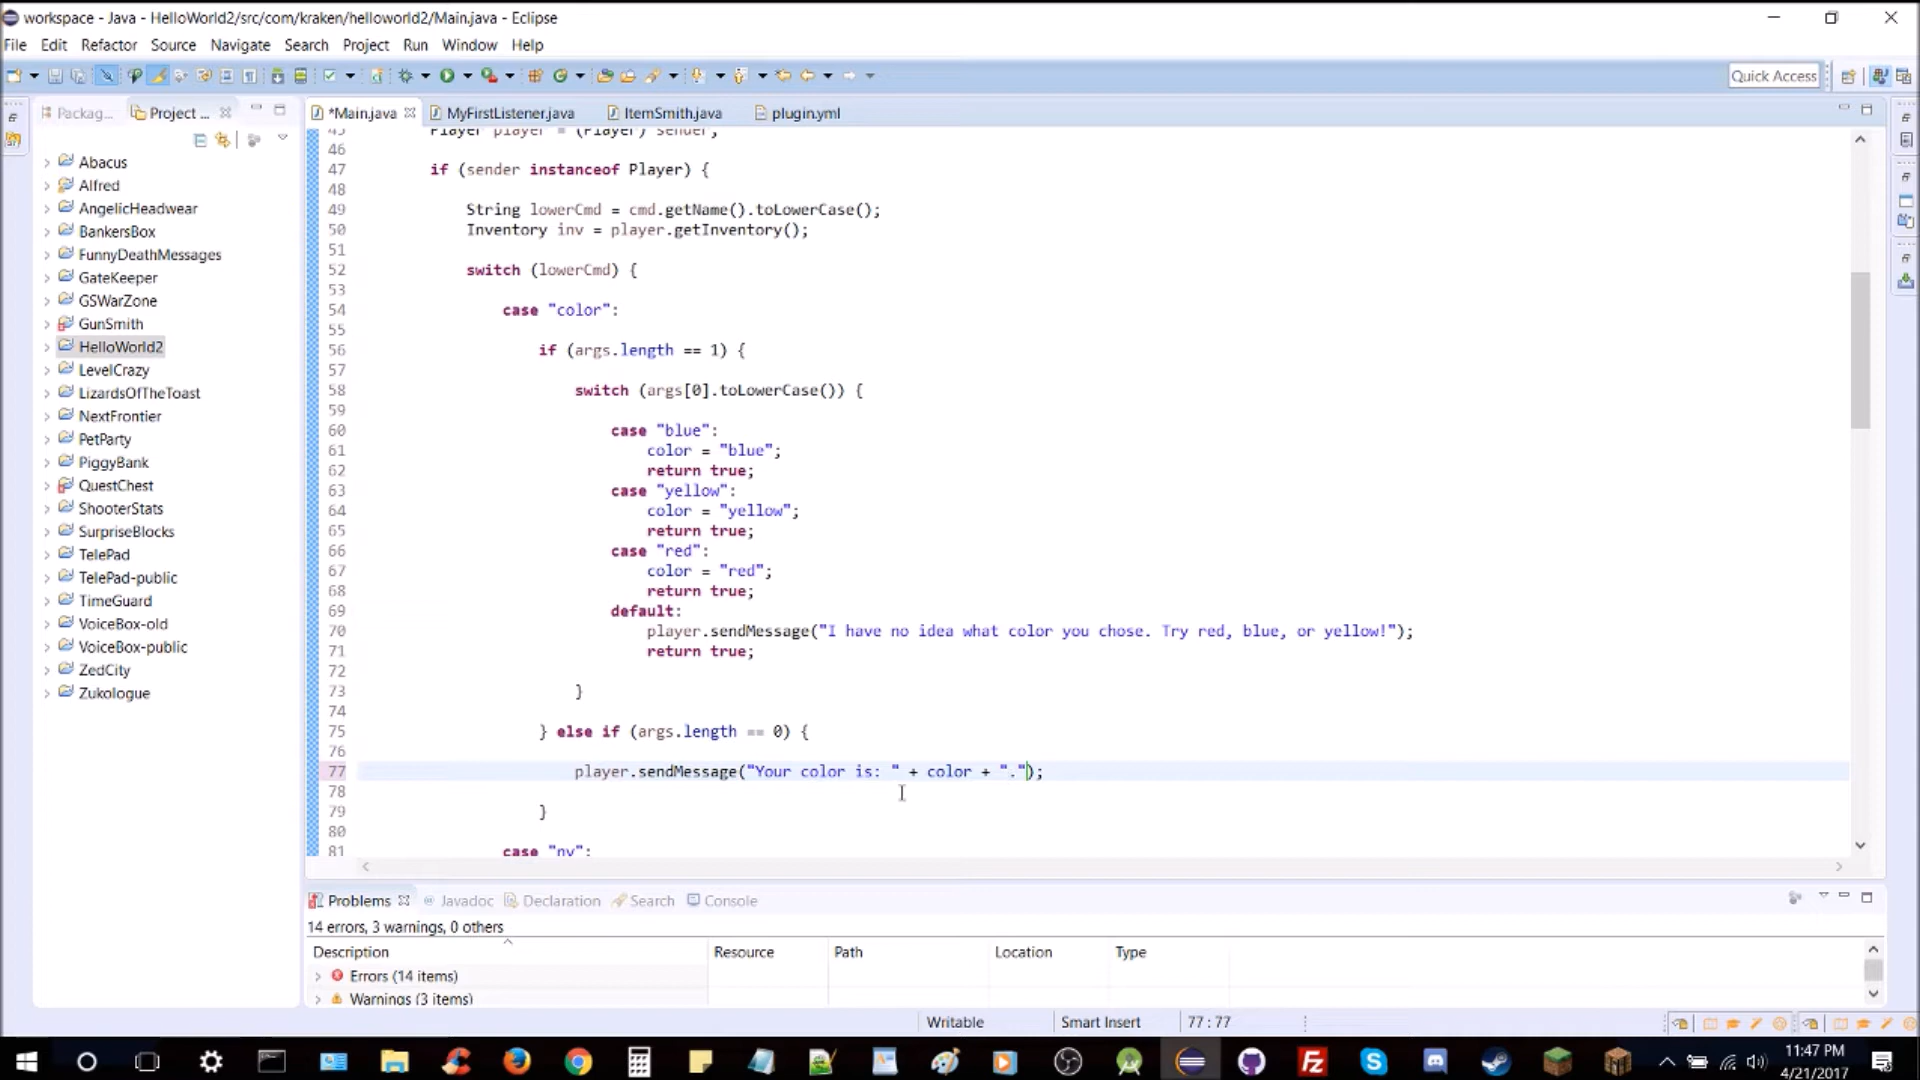 workspace - Java - HelloWorld2/src/com/kraken/helloworld2/Main.java - Eclipse
File Edit Refactor Source Navigate Search Project Run Window Help
Quick Access
Packag... Project ...
*Main.java MyFirstListener.java ItemSmith.java plugin.yml
Abacus
Alfred
AngelicHeadwear
BankersBox
FunnyDeathMessages
GateKeeper
GSWarZone
GunSmith
HelloWorld2
LevelCrazy
LizardsOfTheToast
NextFrontier
PetParty
PiggyBank
QuestChest
ShooterStats
SurpriseBlocks
TelePad
TelePad-public
TimeGuard
VoiceBox-old
VoiceBox-public
ZedCity
Zukologue
45 Player player = (Player) sender;
46
47 if (sender instanceof Player) {
48
49 String lowerCmd = cmd.getName().toLowerCase();
50 Inventory inv = player.getInventory();
51
52 switch (lowerCmd) {
53
54 case "color":
55
56 if (args.length == 1) {
57
58 switch (args[0].toLowerCase()) {
59
60 case "blue":
61 color = "blue";
62 return true;
63 case "yellow":
64 color = "yellow";
65 return true;
66 case "red":
67 color = "red";
68 return true;
69 default:
70 player.sendMessage("I have no idea what color you chose. Try red, blue, or yellow!");
71 return true;
72
73 }
74
75 } else if (args.length == 0) {
76
77 player.sendMessage("Your color is: " + color + ".");
78
79 }
80
81 case "nv":
Problems Javadoc Declaration Search Console
14 errors, 3 warnings, 0 others
Description Resource Path Location Type
Errors (14 items)
Warnings (3 items)
Writable Smart Insert 77 : 77
11:47 PM
4/21/2017